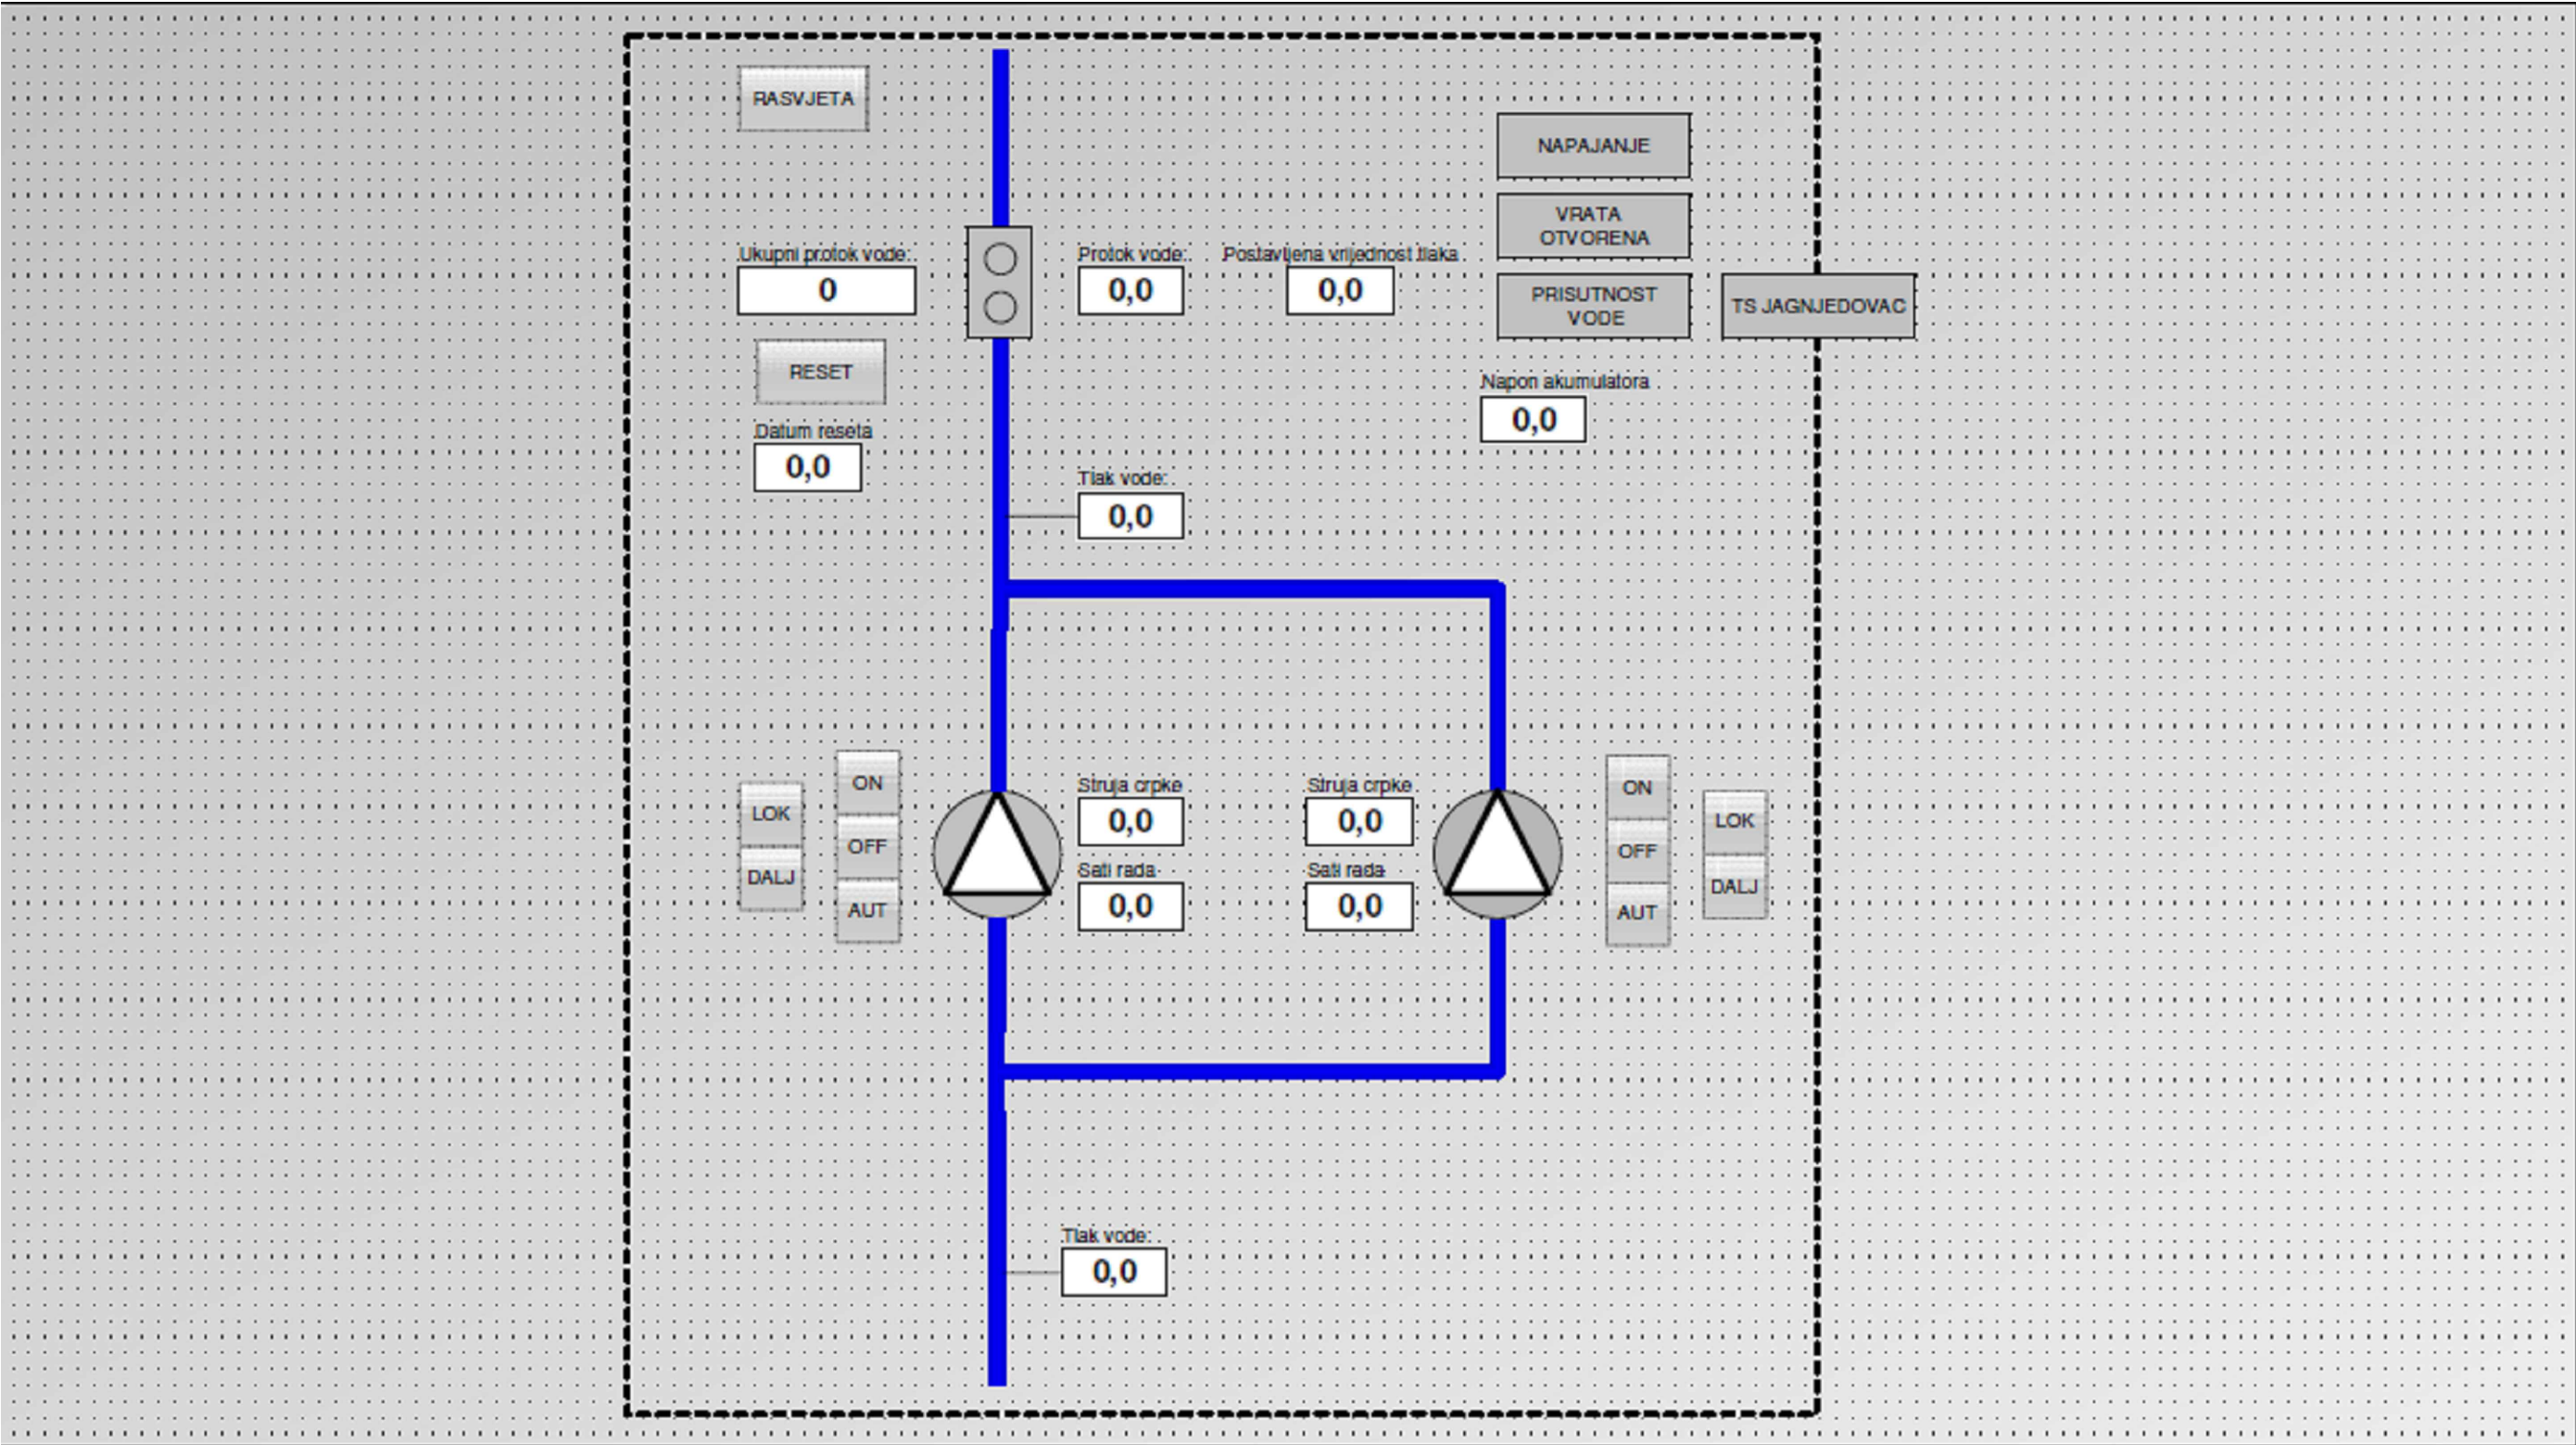 RASVJETA
NAPAJANJE
VRATA
OTVORENA
Ukupni protok vode:
0
Protok vode:
0,0
Postavljena vrijednost tlaka
0,0
PRISUTNOST
VODE
TS JAGNJEDOVAC
RESET
Napon akumulatora
0,0
Datum reseta
0,0
Tlak vode:
0,0
LOK
DALJ
ON
OFF
AUT
Struja crpke
0,0
Sati rada
0,0
Struja crpke
0,0
Sati rada
0,0
ON
OFF
AUT
LOK
DALJ
Tlak vode:
0,0